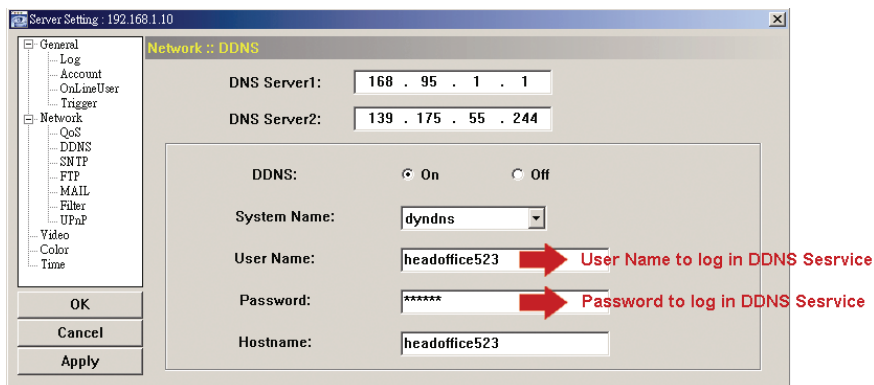 Server Setting : 192.168.1.10
General
Log
Account
OnLineUser
Trigger
Network
QoS
DDNS
SNTP
FTP
MAIL
Filter
UPnP
Video
Color
Time
OK
Cancel
Apply
Network :: DDNS
DNS Server1: 168 . 95 . 1 . 1
DNS Server2: 139 . 175 . 55 . 244
DDNS: On Off
System Name: dyndns
User Name: headoffice523 User Name to log in DDNS Sesrvice
Password: ****** Password to log in DDNS Sesrvice
Hostname: headoffice523